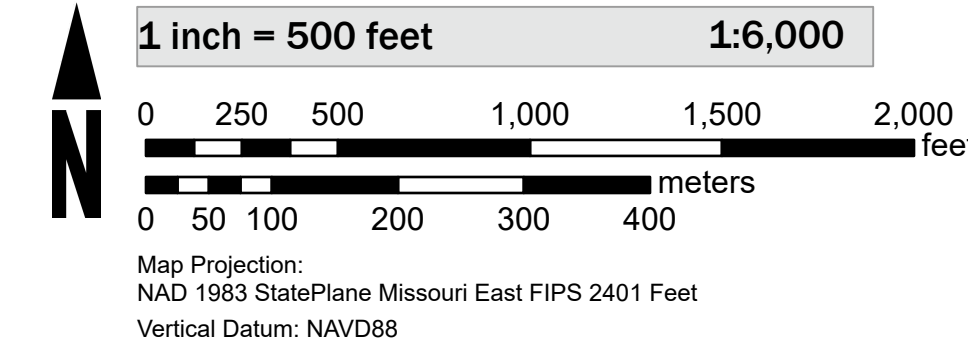 N
1 inch = 500 feet 1:6,000
0 250 500 1,000 1,500 2,000
feet
meters
0 50 100 200 300 400
Map Projection:
NAD 1983 StatePlane Missouri East FIPS 2401 Feet
Vertical Datum: NAVD88